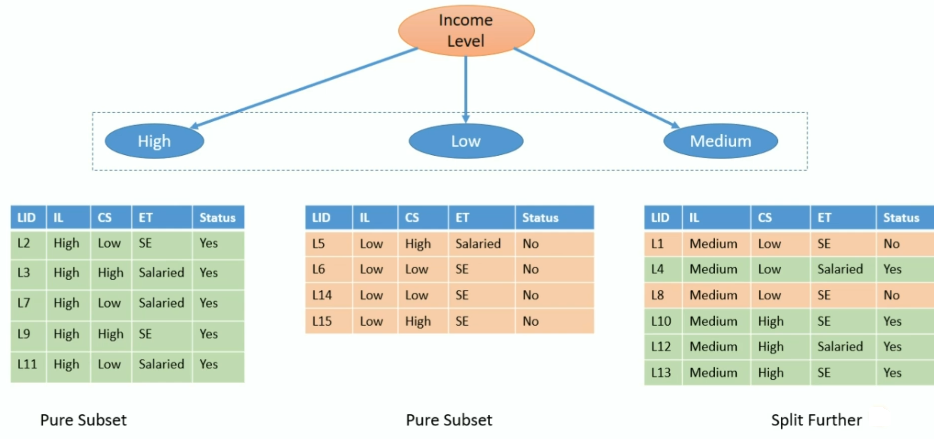 Income
Level
High
Low
Medium
LID IL CS ET Status
L2 High Low SE Yes
L3 High High Salaried Yes
L7 High Low Salaried Yes
L9 High High SE Yes
L11 High Low Salaried Yes
Pure Subset
LID IL CS ET Status
L5 Low High Salaried No
L6 Low Low SE No
L14 Low Low SE No
L15 Low High SE No
Pure Subset
LID IL CS ET Status
L1 Medium Low SE No
L4 Medium Low Salaried Yes
L8 Medium Low SE No
L10 Medium High SE Yes
L12 Medium High Salaried Yes
L13 Medium High SE Yes
Split Further